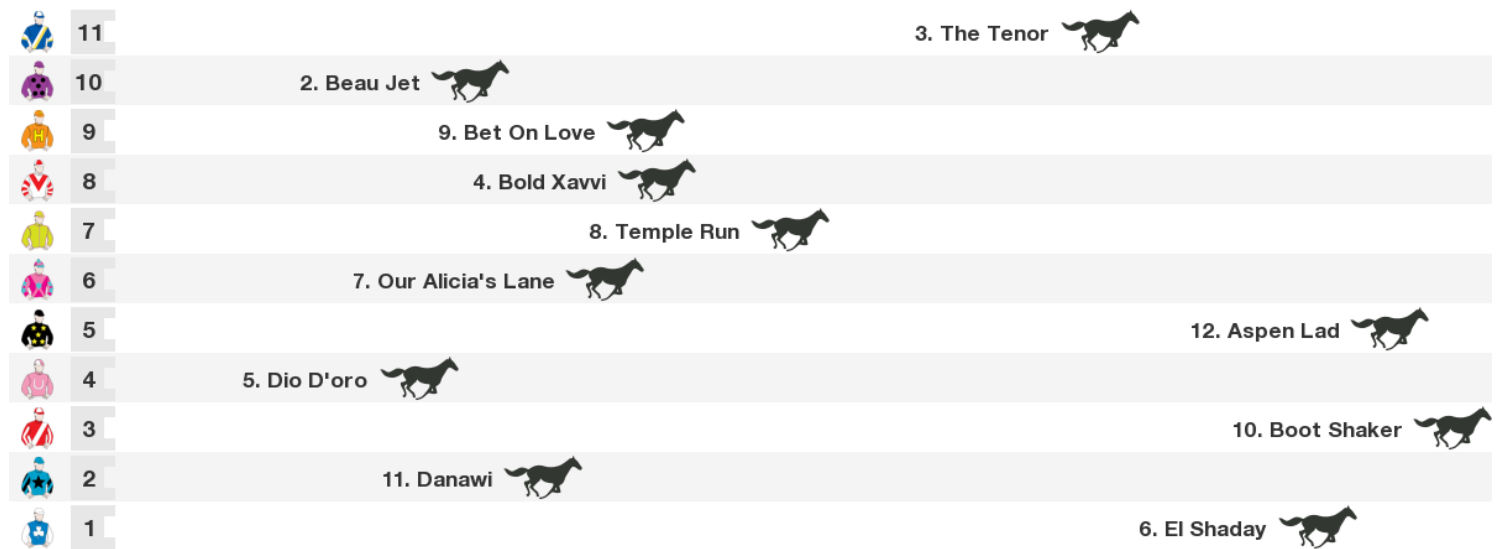 11 3. The Tenor
10 2. Beau Jet
H 9 9. Bet On Love
8 4. Bold Xavvi
7 8. Temple Run
6 7. Our Alicia's Lane
5 12. Aspen Lad
4 5. Dio D'oro
3 10. Boot Shaker
2 11. Danawi
1 6. El Shaday